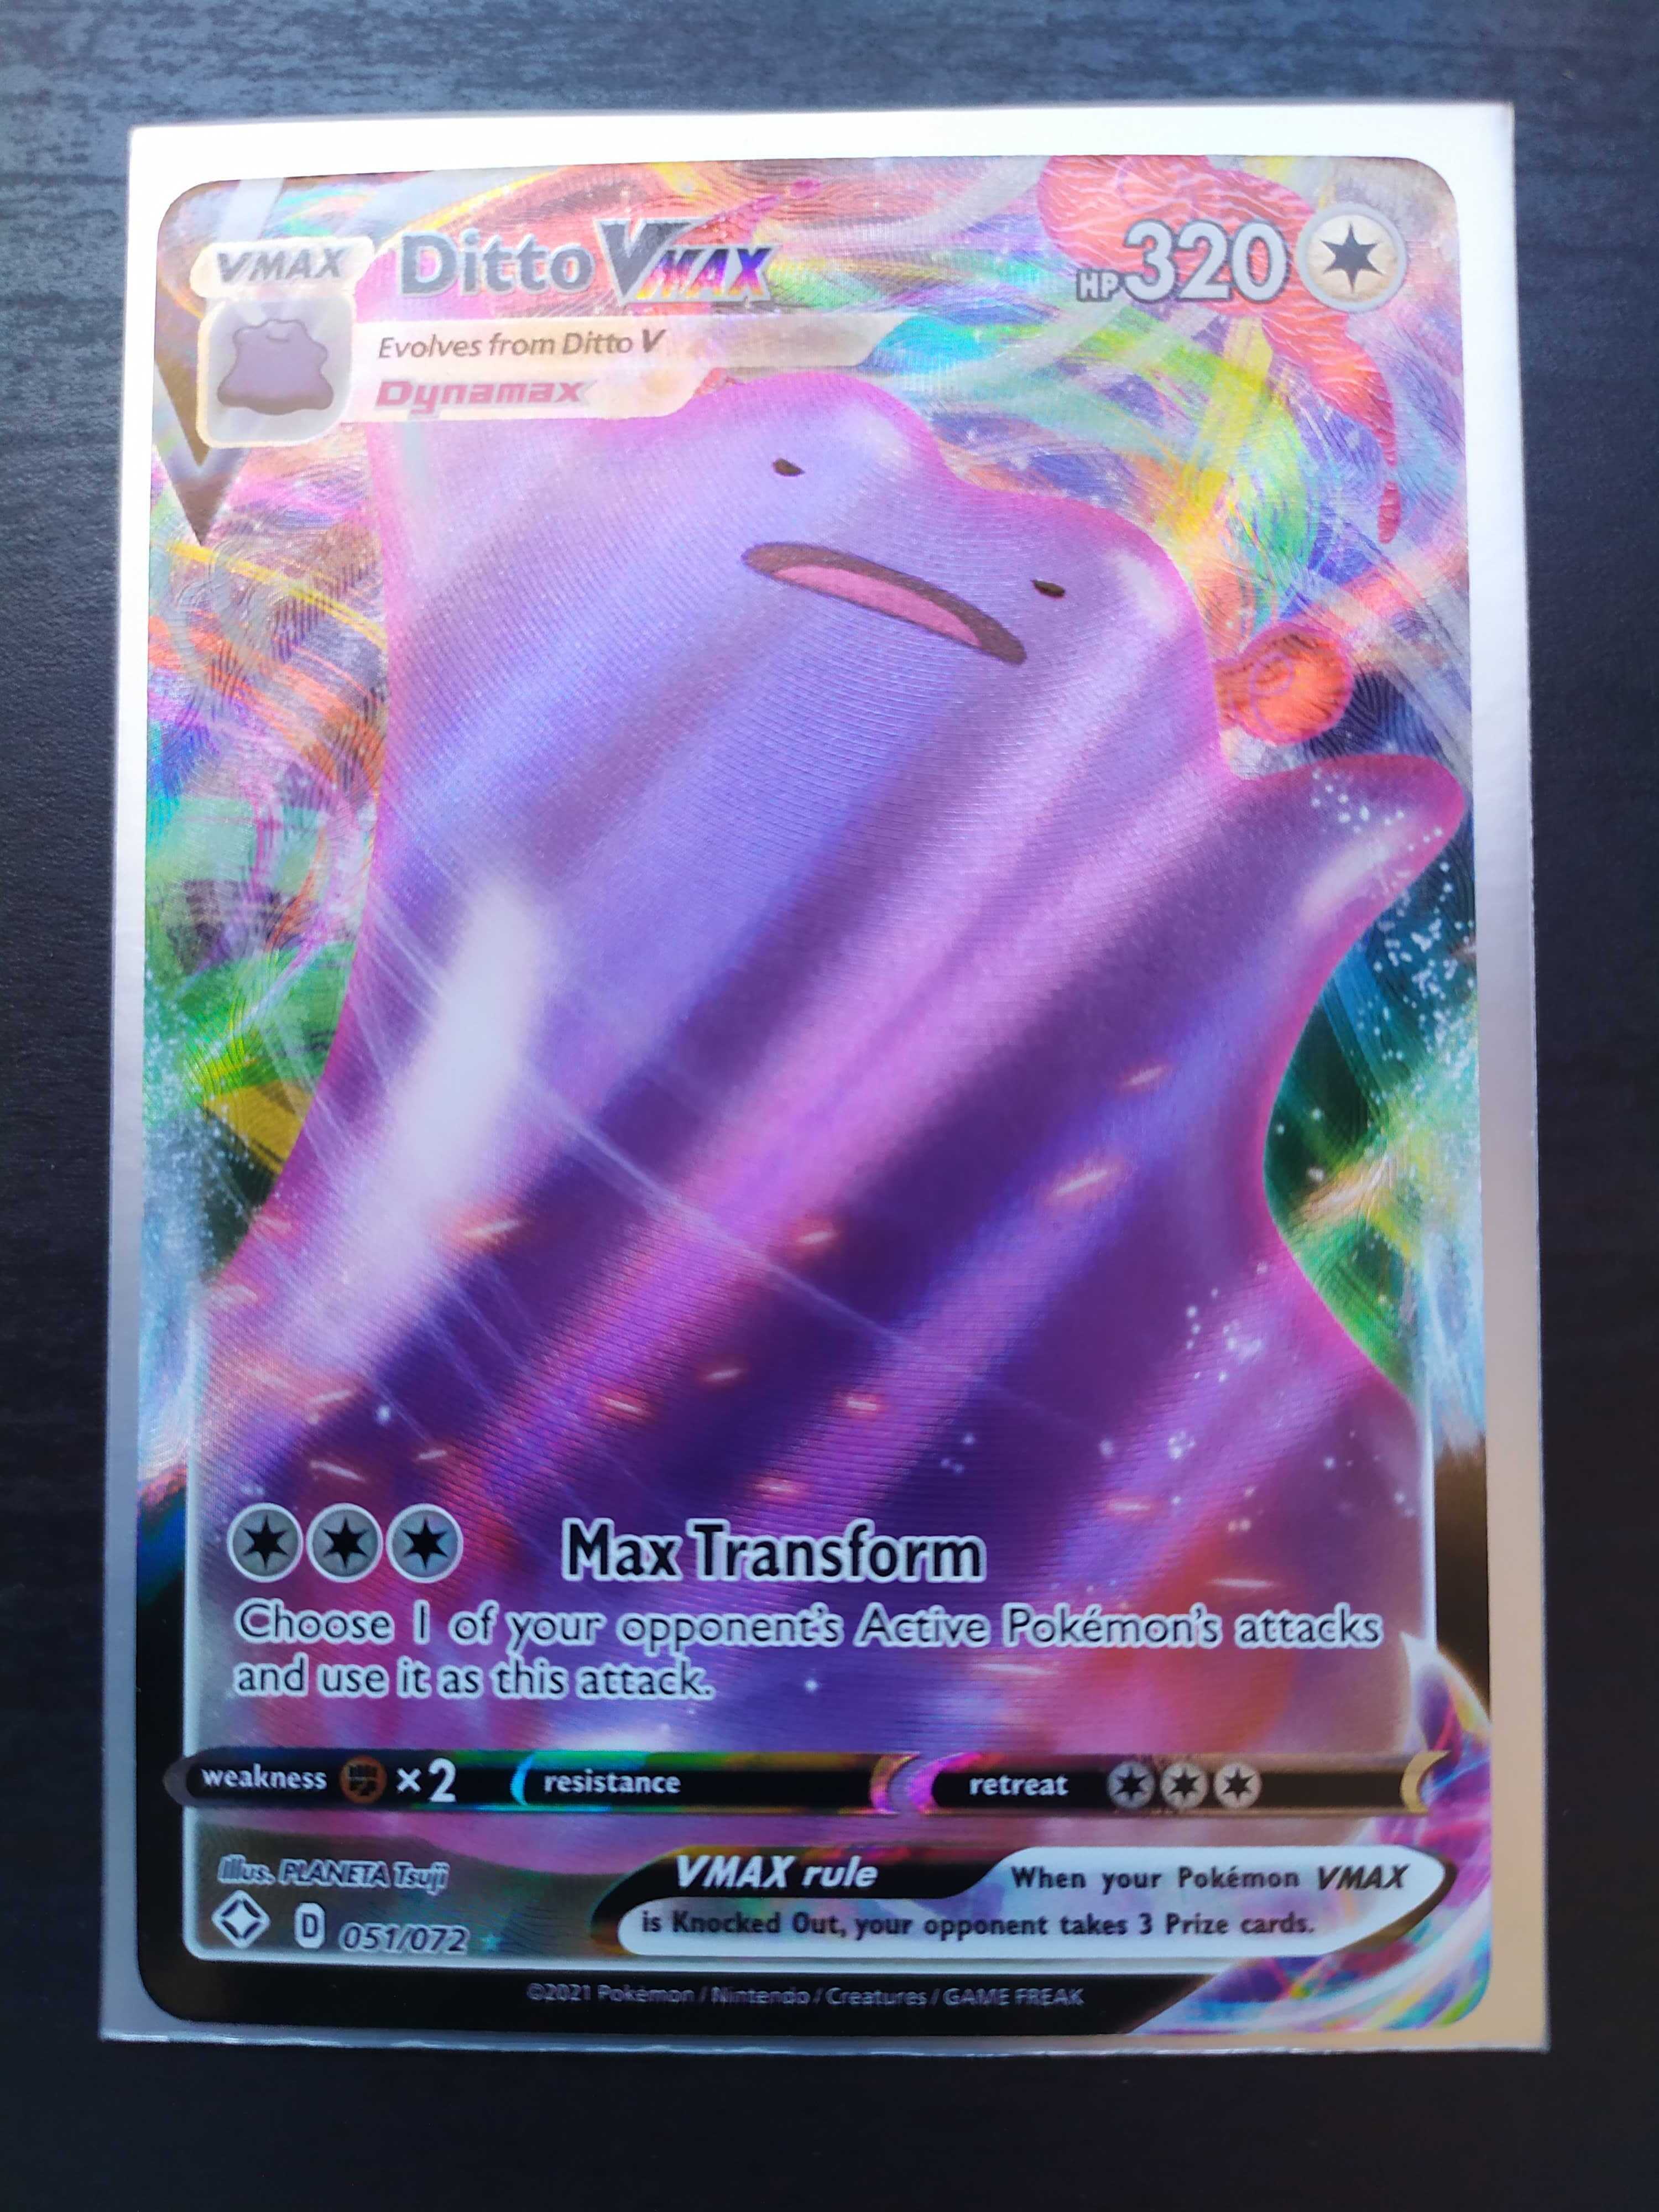 VMAX Ditto VMAX HP 320
Evolves from Ditto V
Dynamax
Max Transform
Choose 1 of your opponent's Active Pokémon's attacks
and use it as this attack.
weakness ×2 resistance retreat
Illus. PLANETA Tsuji
VMAX rule When your Pokémon VMAX
is Knocked Out, your opponent takes 3 Prize cards.
D 051/072
©2021 Pokémon / Nintendo / Creatures / GAME FREAK